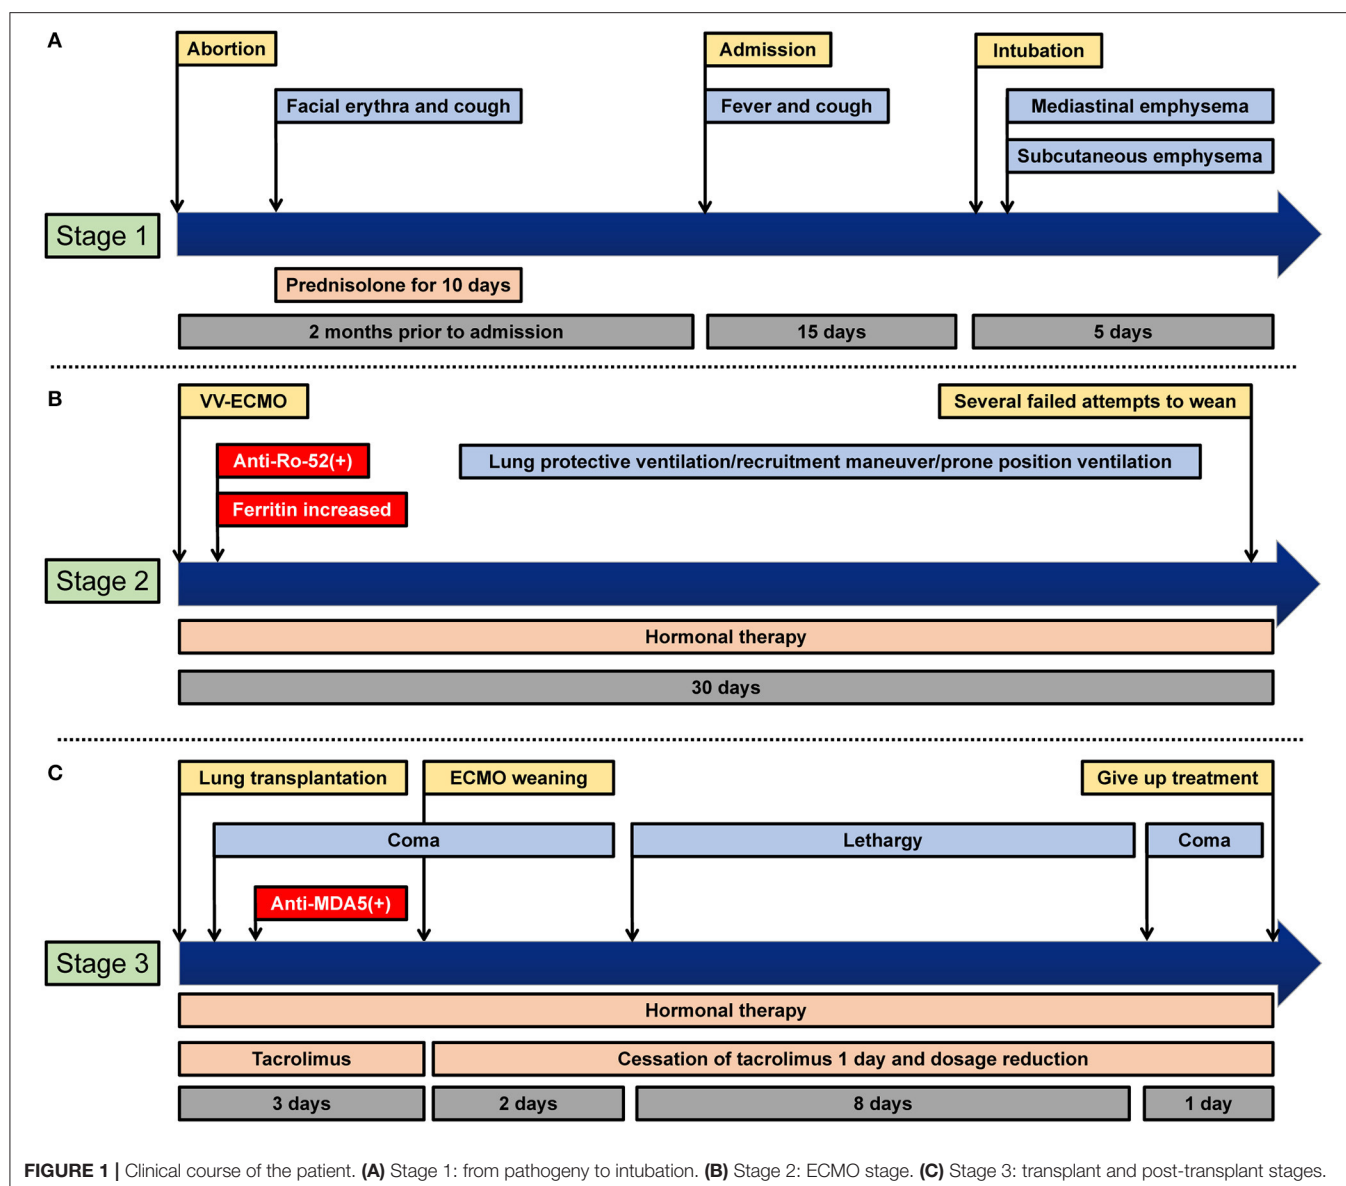 A
Abortion
Admission
Intubation
Facial erythra and cough
Fever and cough
Mediastinal emphysema
Subcutaneous emphysema
Stage 1
Prednisolone for 10 days
2 months prior to admission
15 days
5 days
B
VV-ECMO
Several failed attempts to wean
Anti-Ro-52(+)
Lung protective ventilation/recruitment maneuver/prone position ventilation
Ferritin increased
Stage 2
Hormonal therapy
30 days
C
Lung transplantation
ECMO weaning
Give up treatment
Coma
Lethargy
Coma
Anti-MDA5(+)
Stage 3
Hormonal therapy
Tacrolimus
Cessation of tacrolimus 1 day and dosage reduction
3 days
2 days
8 days
1 day
FIGURE 1 | Clinical course of the patient. (A) Stage 1: from pathogeny to intubation. (B) Stage 2: ECMO stage. (C) Stage 3: transplant and post-transplant stages.